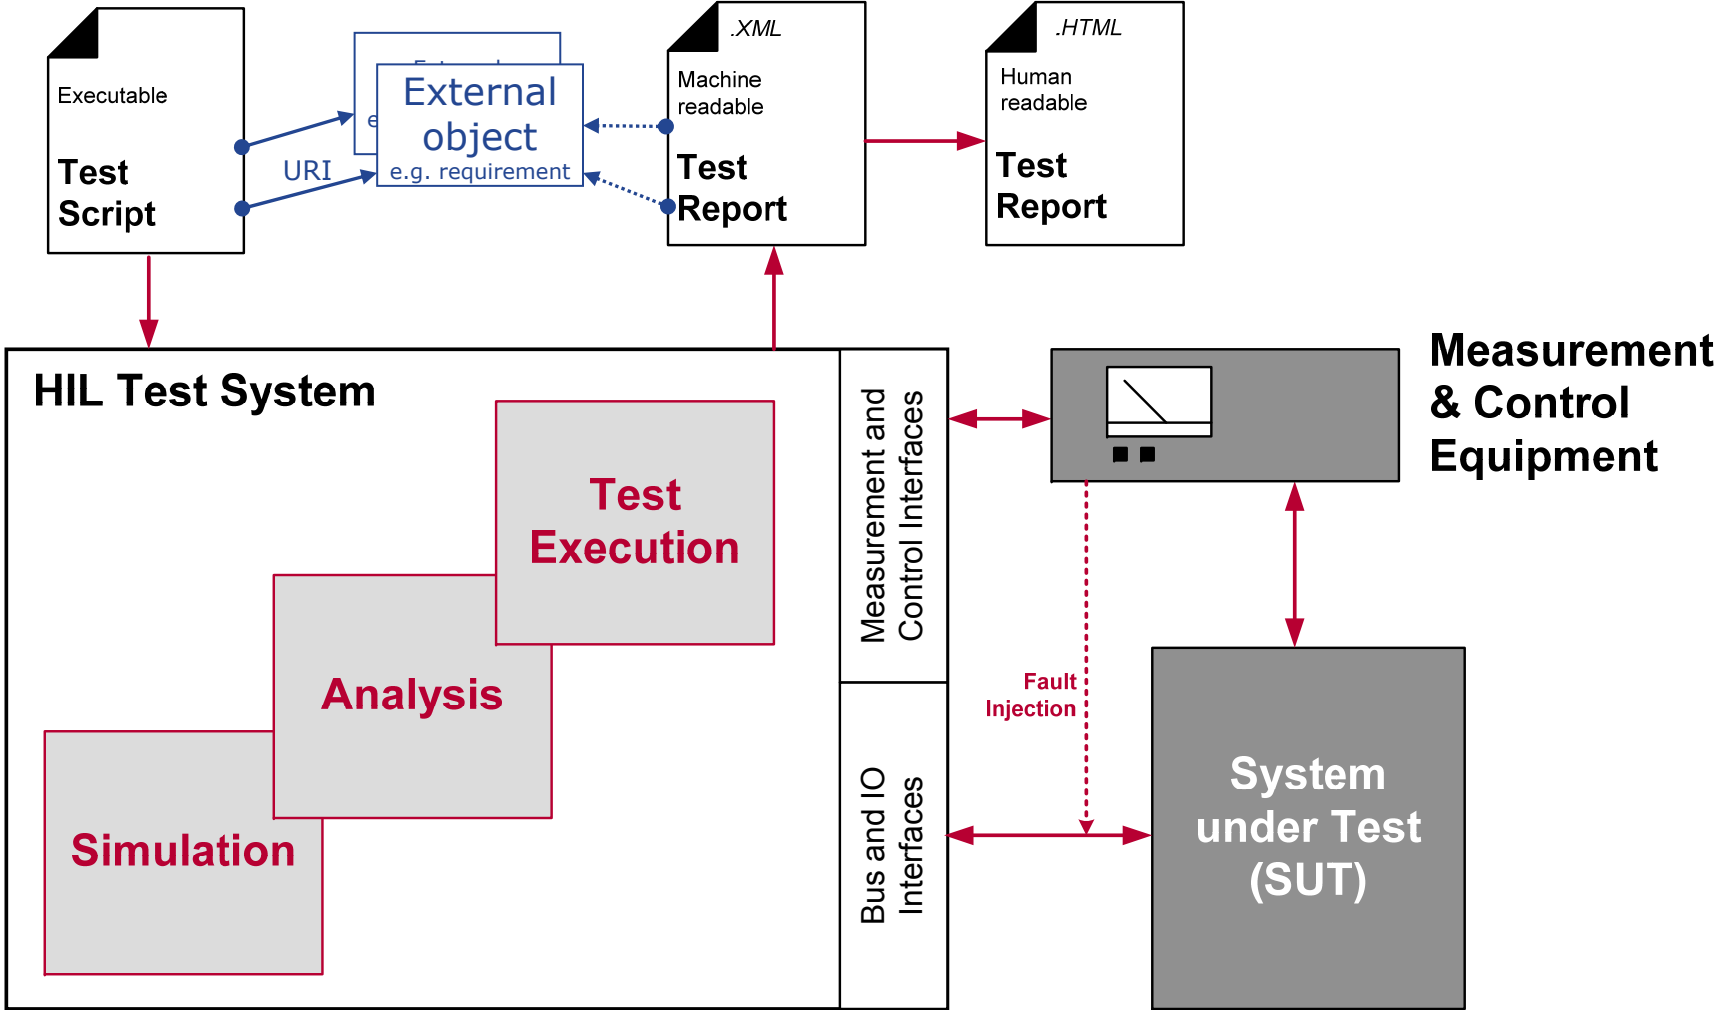 Executable
Test
Script
URI
External
object
e.g. requirement
.XML
Machine
readable
Test
Report
.HTML
Human
readable
Test
Report
HIL Test System
Test
Execution
Analysis
Simulation
Measurement and
Control Interfaces
Bus and IO
Interfaces
Measurement
& Control
Equipment
Fault
Injection
System
under Test
(SUT)